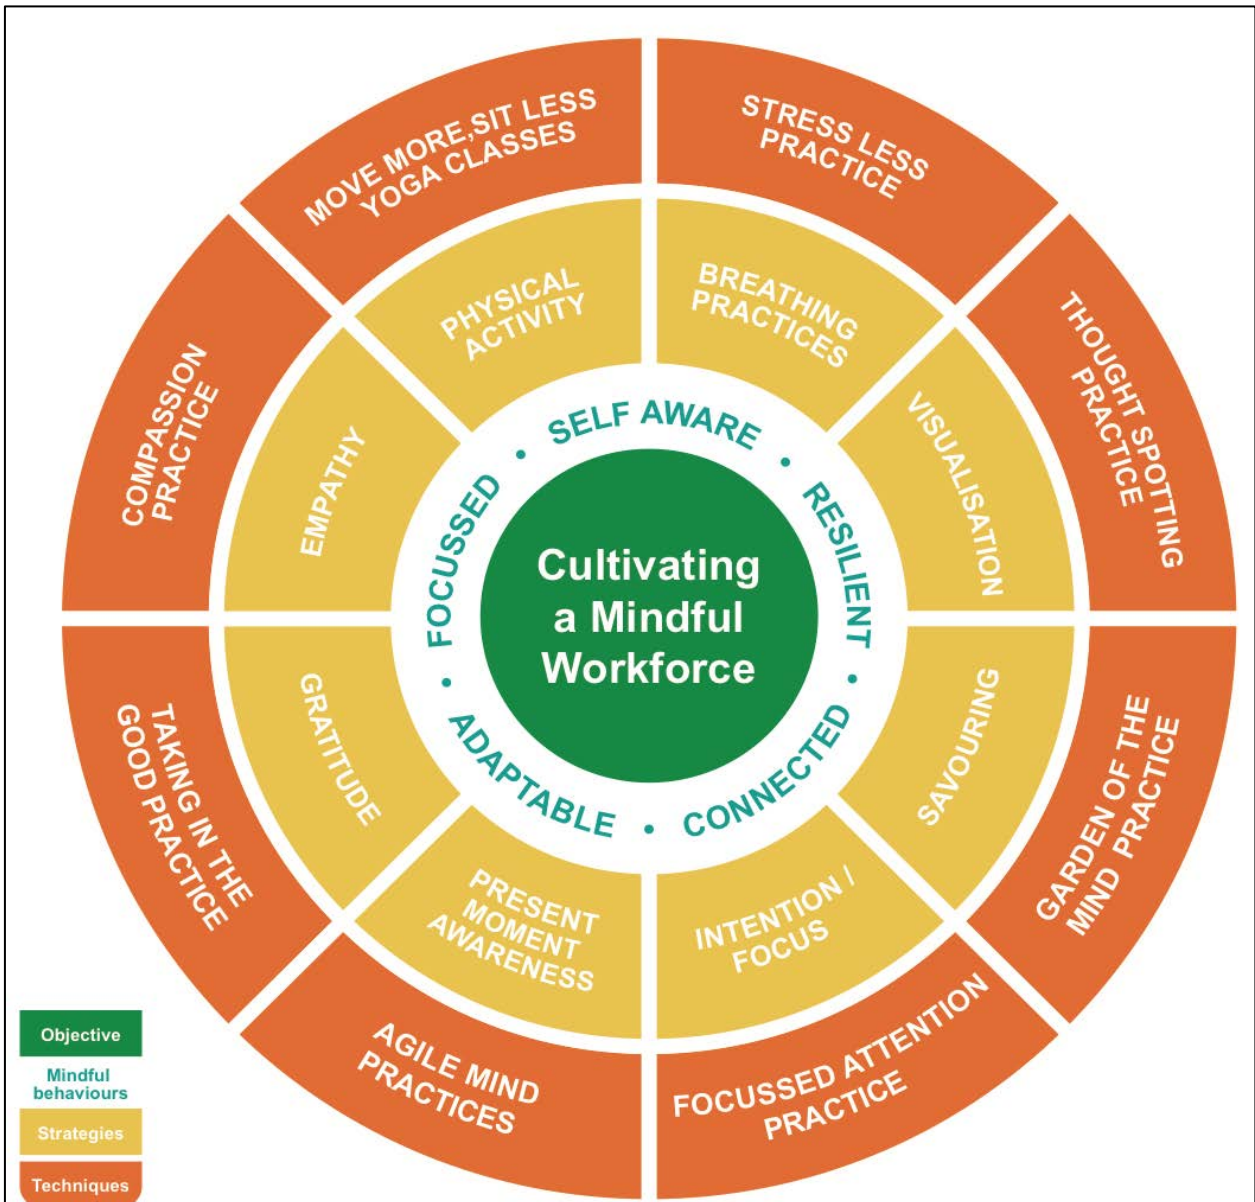 MOVE MORE,SIT LESS
YOGA CLASSES
STRESS LESS
PRACTICE
THOUGHT SPOTTING
PRACTICE
GARDEN OF THE
MIND PRACTICE
FOCUSSED ATTENTION
PRACTICE
AGILE MIND
PRACTICES
TAKING IN THE
GOOD PRACTICE
COMPASSION
PRACTICE
PHYSICAL
ACTIVITY
BREATHING
PRACTICES
VISUALISATION
SAVOURING
INTENTION /
FOCUS
PRESENT
MOMENT
AWARENESS
GRATITUDE
EMPATHY
SELF AWARE • RESILIENT • CONNECTED • ADAPTABLE • FOCUSSED •
Cultivating
a Mindful
Workforce
Objective
Mindful
behaviours
Strategies
Techniques